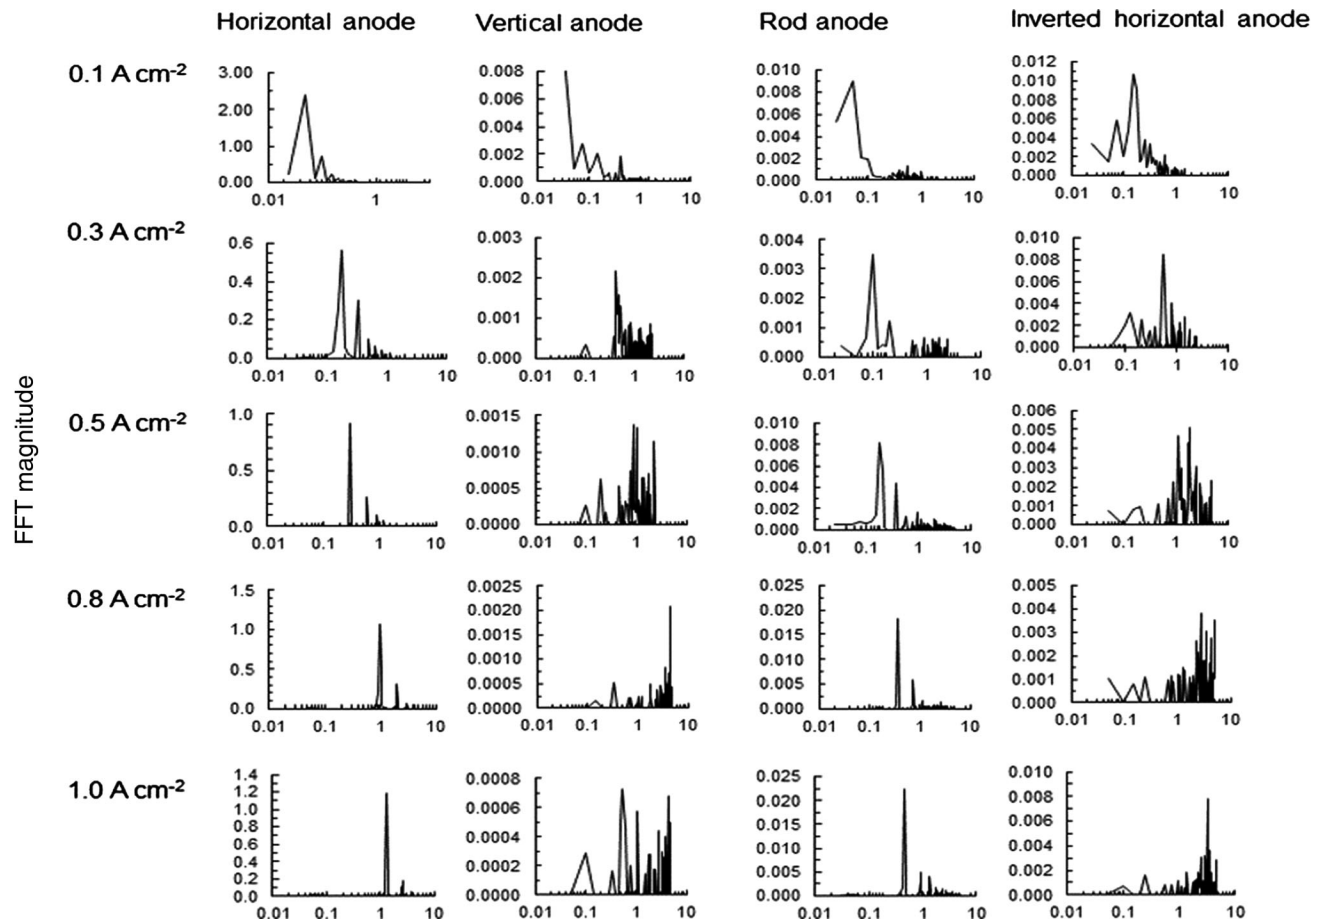 Horizontal anode Vertical anode Rod anode Inverted horizontal anode
FFT magnitude
0.1 A cm-2
3.00 2.00 1.00 0.00
0.01 1
0.008 0.006 0.004 0.002 0.000
0.01 0.1 1 10
0.010 0.008 0.006 0.004 0.002 0.000
0.01 0.1 1 10
0.012 0.010 0.008 0.006 0.004 0.002 0.000
0.01 0.1 1 10
0.3 A cm-2
0.6 0.4 0.2 0.0
0.01 0.1 1 10
0.003 0.002 0.001 0.000
0.01 0.1 1 10
0.004 0.003 0.002 0.001 0.000
0.01 0.1 1 10
0.010 0.008 0.006 0.004 0.002 0.000
0.01 0.1 1 10
0.5 A cm-2
1.0 0.5 0.0
0.01 0.1 1 10
0.0015 0.0010 0.0005 0.0000
0.01 0.1 1 10
0.010 0.008 0.006 0.004 0.002 0.000
0.01 0.1 1 10
0.006 0.005 0.004 0.003 0.002 0.001 0.000
0.01 0.1 1 10
0.8 A cm-2
1.5 1.0 0.5 0.0
0.01 0.1 1 10
0.0025 0.0020 0.0015 0.0010 0.0005 0.0000
0.01 0.1 1 10
0.025 0.020 0.015 0.010 0.005 0.000
0.01 0.1 1 10
0.005 0.004 0.003 0.002 0.001 0.000
0.01 0.1 1 10
1.0 A cm-2
1.4 1.2 1.0 0.8 0.6 0.4 0.2 0.0
0.01 0.1 1 10
0.0008 0.0006 0.0004 0.0002 0.0000
0.01 0.1 1 10
0.025 0.020 0.015 0.010 0.005 0.000
0.01 0.1 1 10
0.010 0.008 0.006 0.004 0.002 0.000
0.01 0.1 1 10